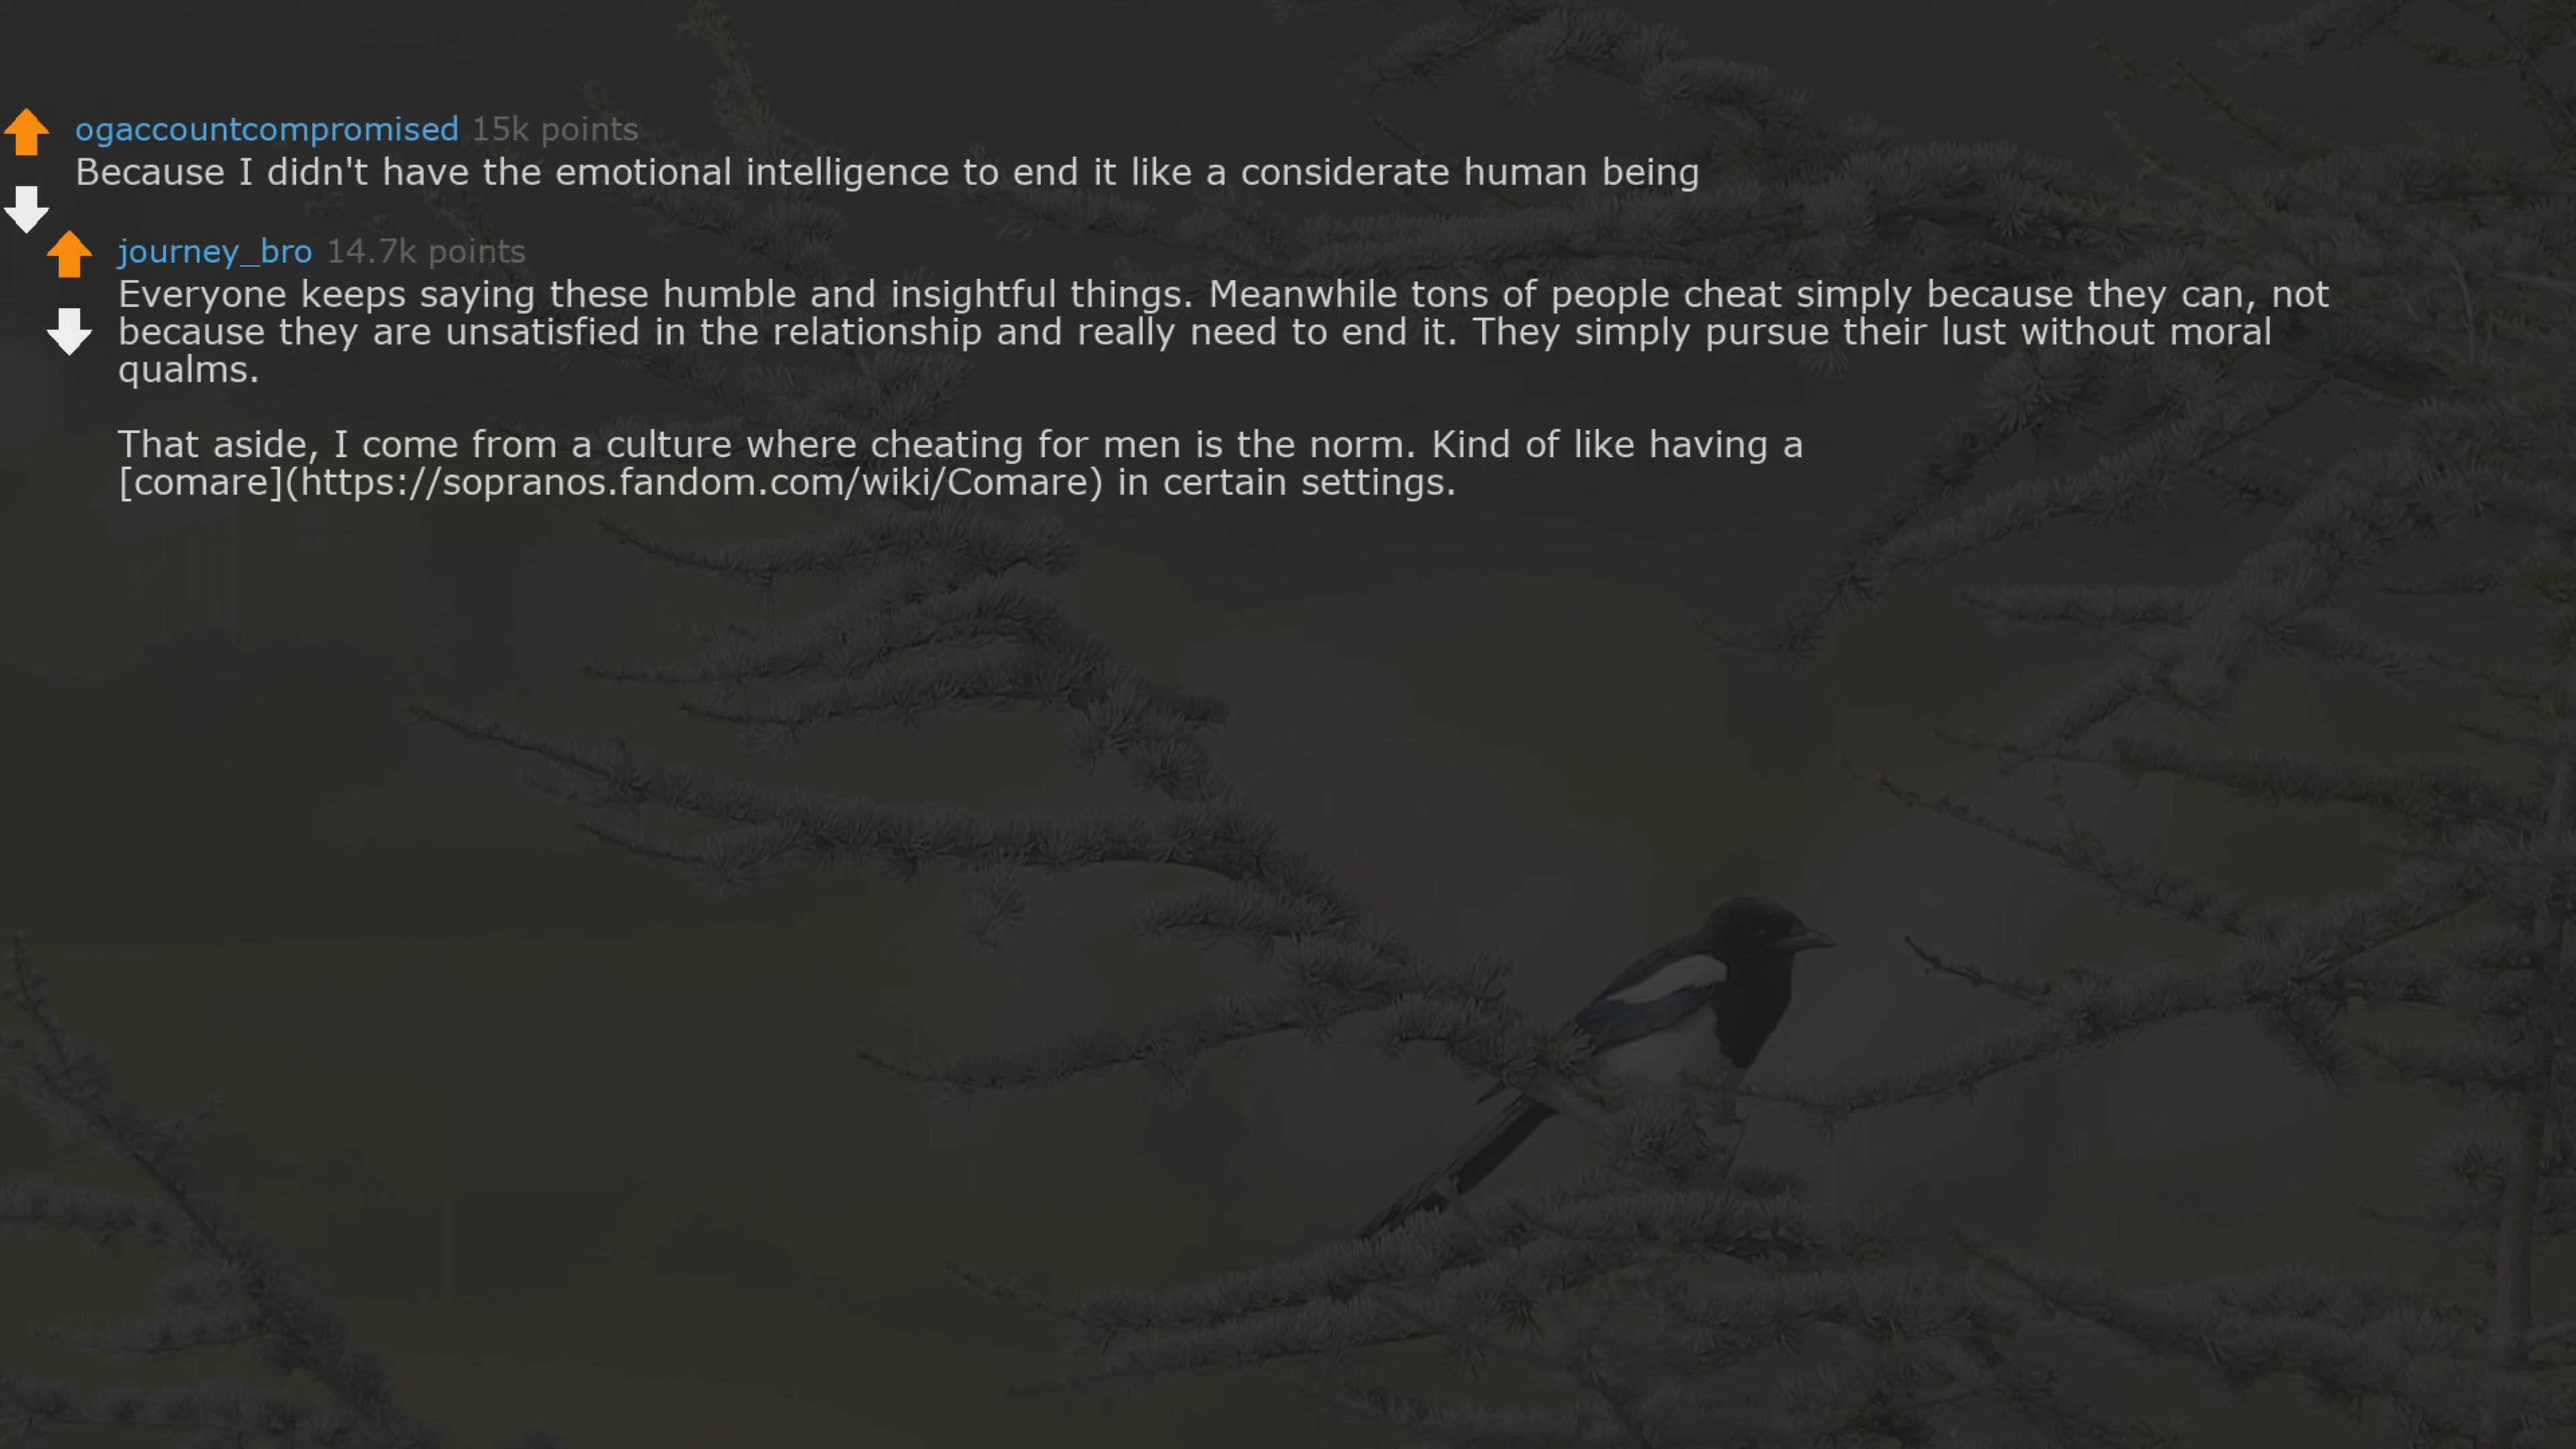 ogaccountcompromised 15k points
Because I didn't have the emotional intelligence to end it like a considerate human being
journey_bro 14.7k points
Everyone keeps saying these humble and insightful things. Meanwhile tons of people cheat simply because they can, not
because they are unsatisfied in the relationship and really need to end it. They simply pursue their lust without moral
qualms.
That aside, I come from a culture where cheating for men is the norm. Kind of like having a
[comare](https://sopranos.fandom.com/wiki/Comare) in certain settings.